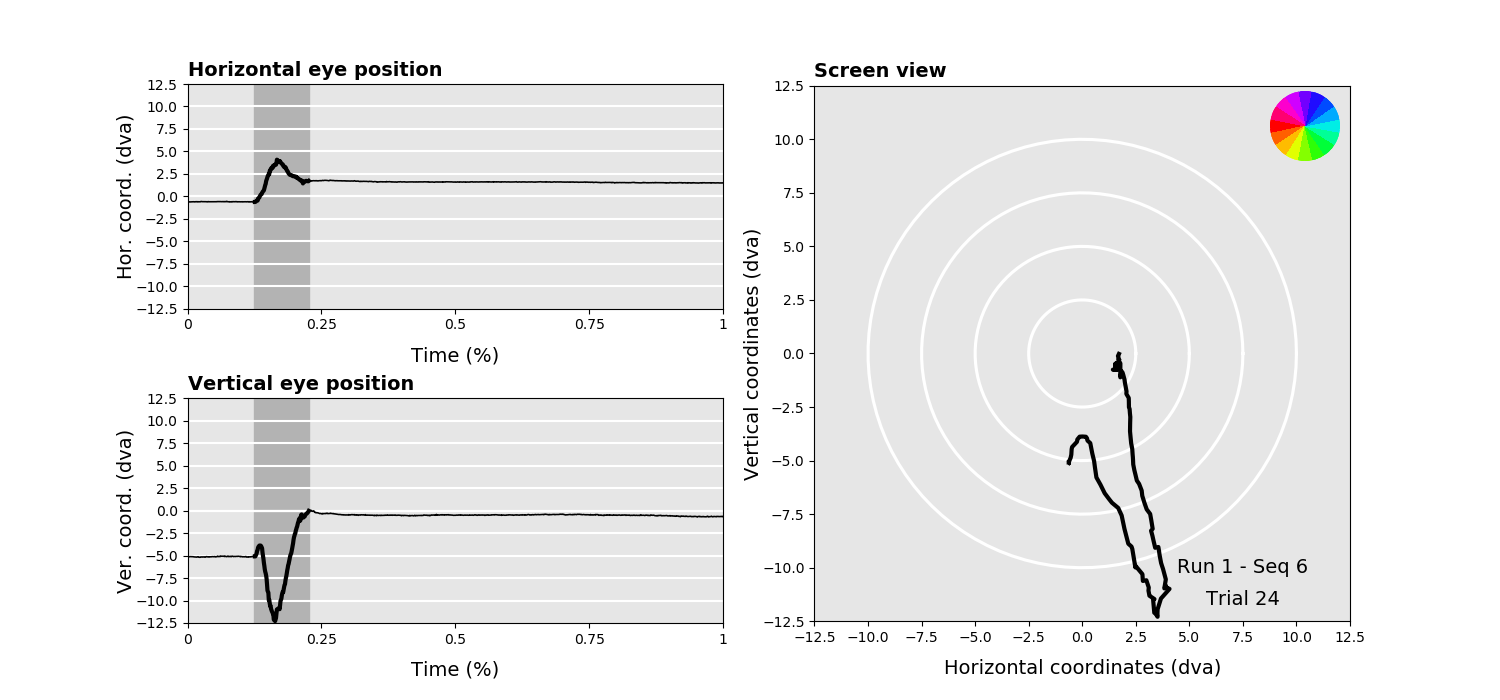 Horizontal eye position
12.5
10.0
7.5
5.0
2.5
0.0
−2.5
−5.0
−7.5
−10.0
−12.5
Hor. coord. (dva)
0 0.25 0.5 0.75 1
Time (%)
Vertical eye position
12.5
10.0
7.5
5.0
2.5
0.0
−2.5
−5.0
−7.5
−10.0
−12.5
Ver. coord. (dva)
0 0.25 0.5 0.75 1
Time (%)
Screen view
12.5
10.0
7.5
5.0
2.5
0.0
−2.5
−5.0
−7.5
−10.0
−12.5
Vertical coordinates (dva)
Run 1 - Seq 6
Trial 24
−12.5 −10.0 −7.5 −5.0 −2.5 0.0 2.5 5.0 7.5 10.0 12.5
Horizontal coordinates (dva)